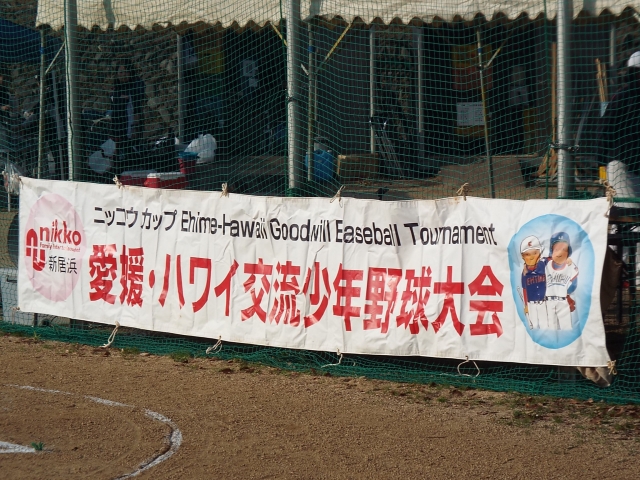 nikko
新居浜
ニッコウ カップ Ehime-Hawaii Goodwill Easeball Tournament
愛媛・ハワイ交流少年野球大会